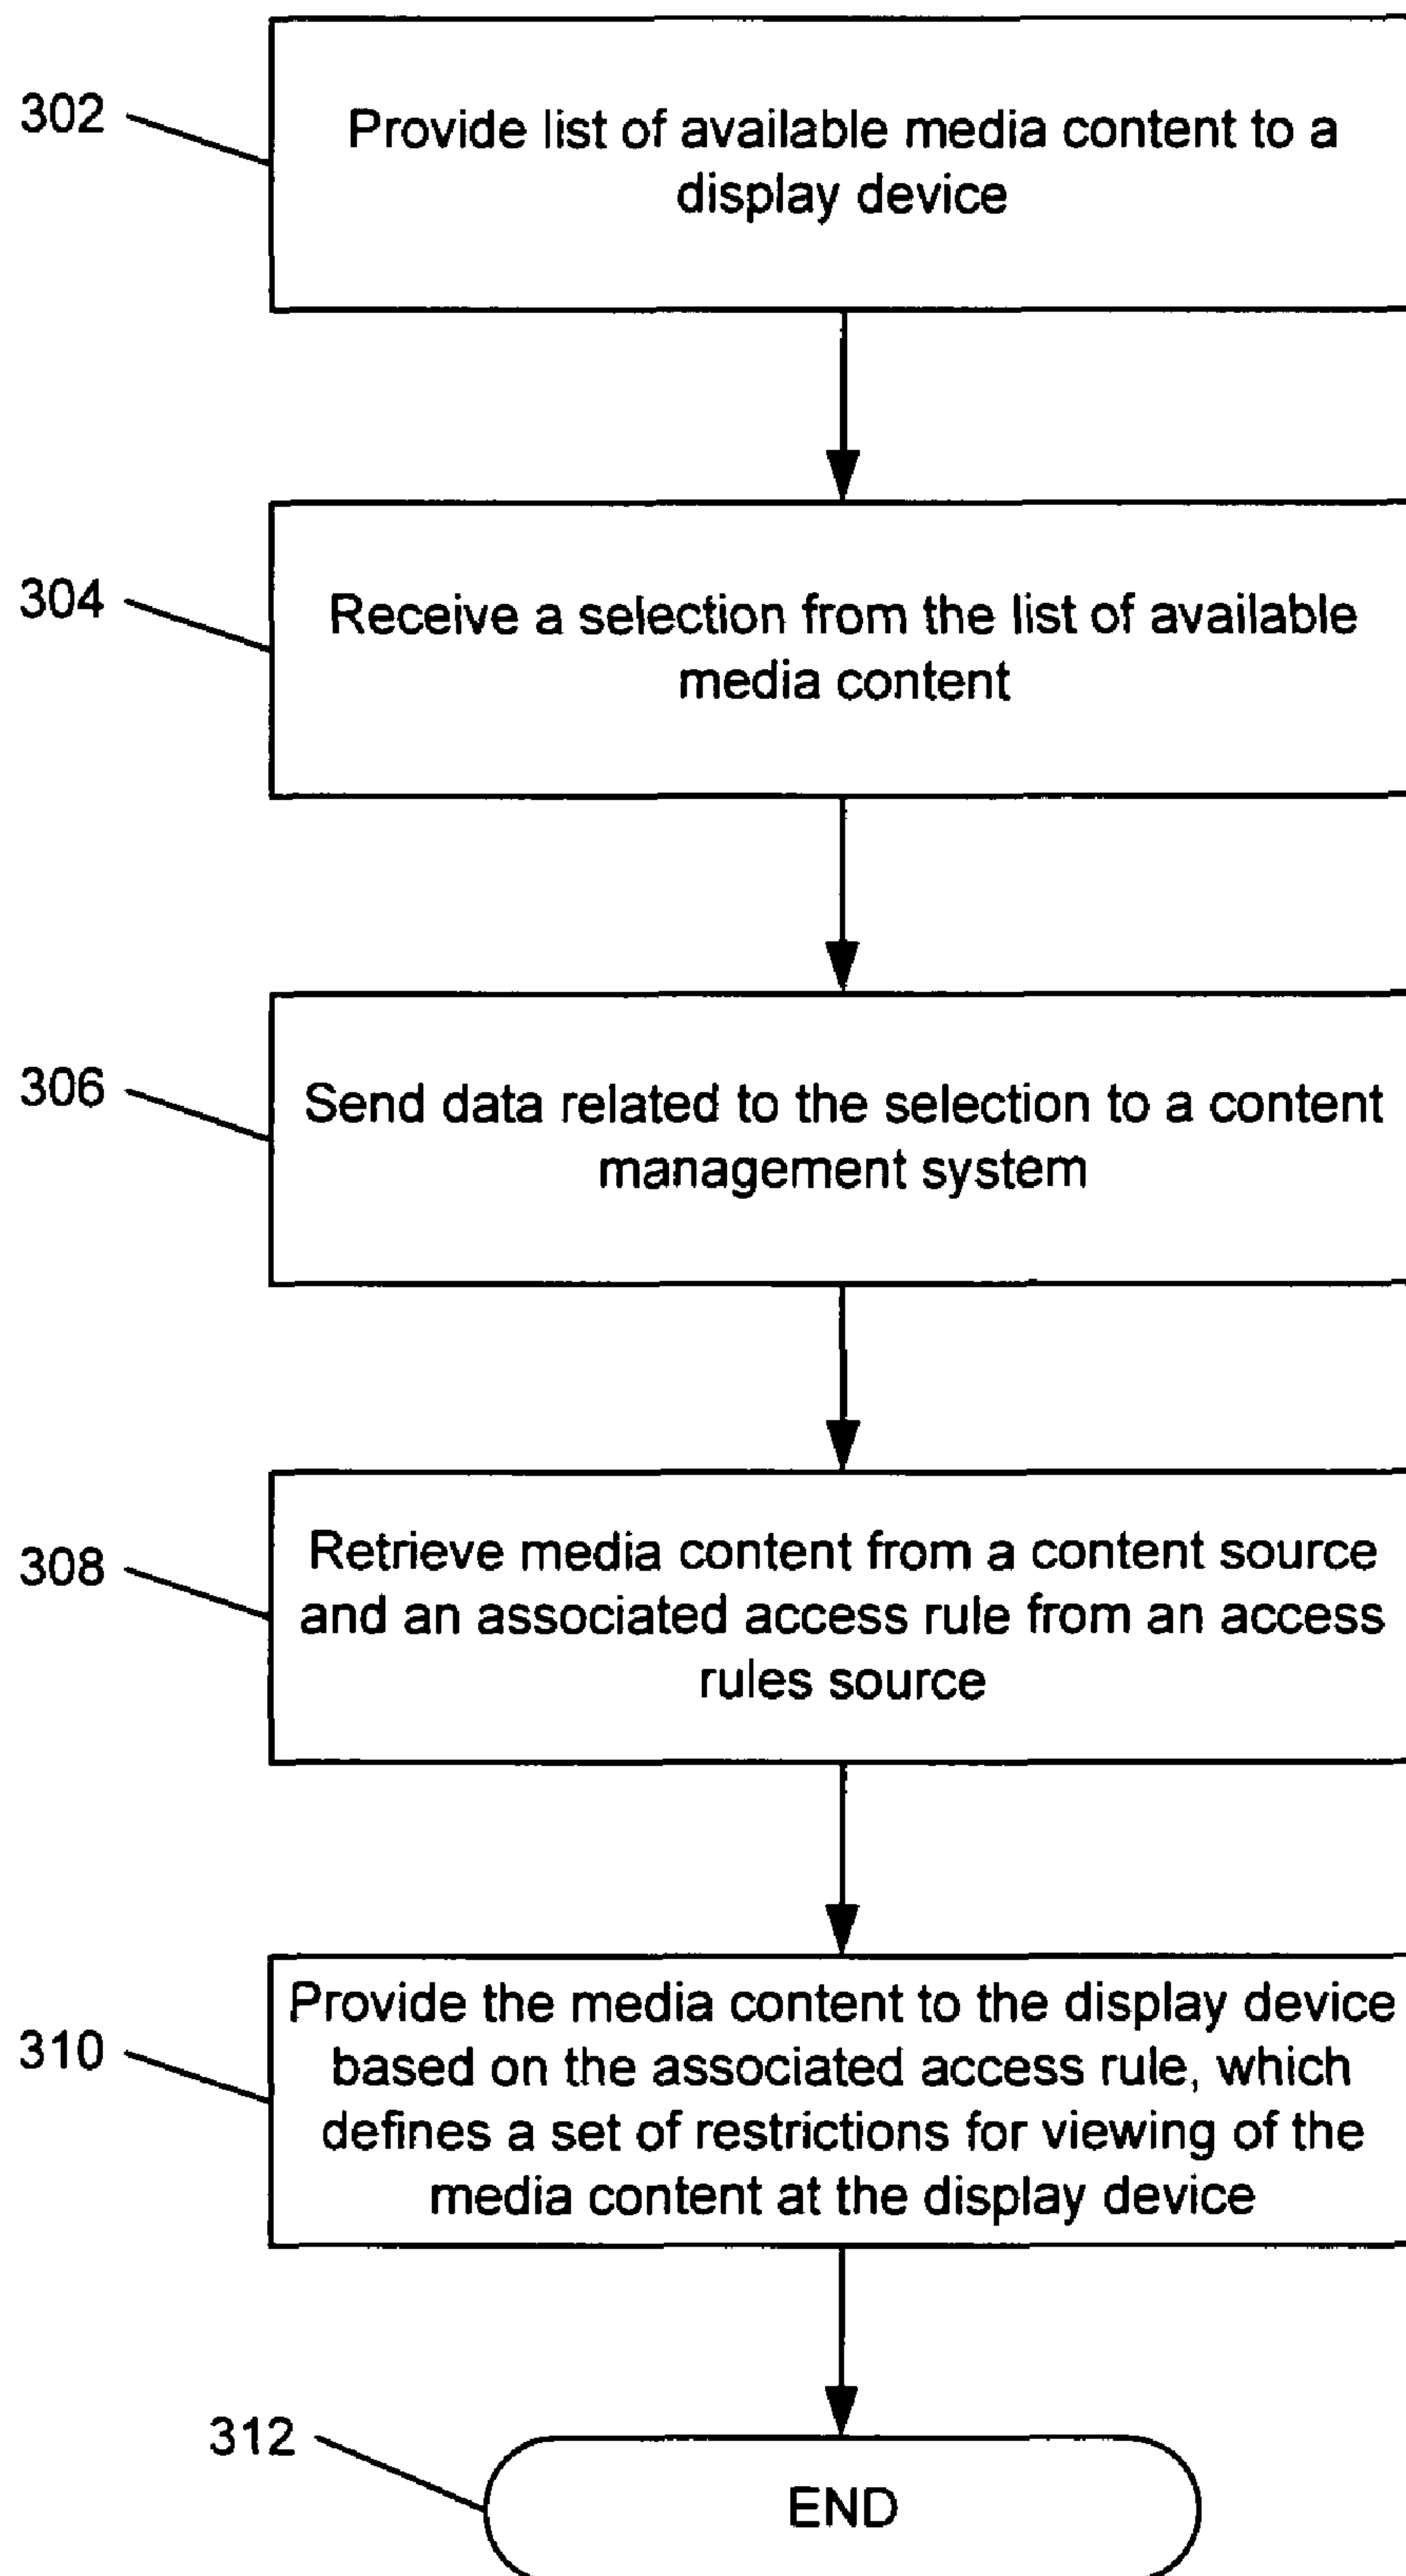 302
Provide list of available media content to a
display device
304
Receive a selection from the list of available
media content
306
Send data related to the selection to a content
management system
308
Retrieve media content from a content source
and an associated access rule from an access
rules source
310
Provide the media content to the display device
based on the associated access rule, which
defines a set of restrictions for viewing of the
media content at the display device
312
END